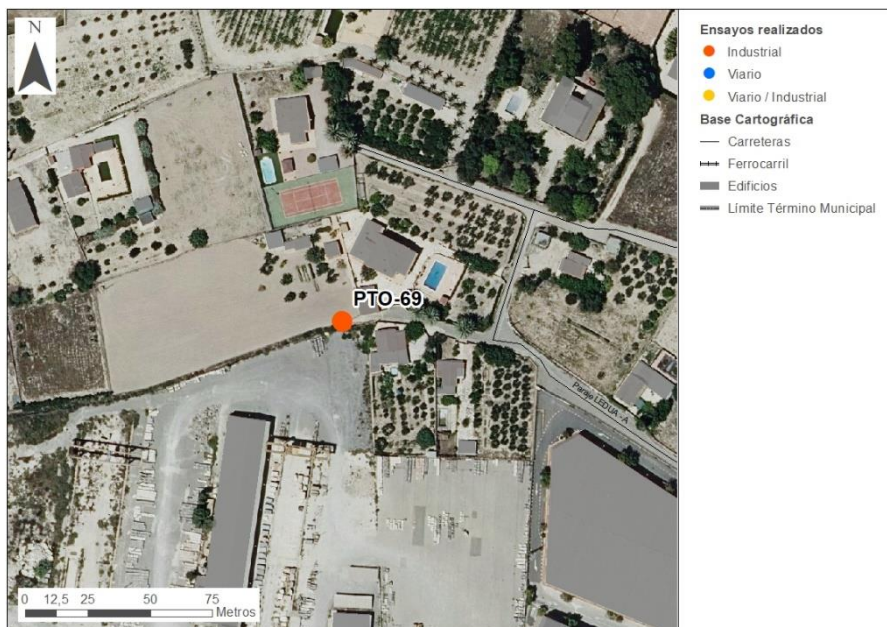 N
PTO-69
Paraje LEDUA - A
0 12,5 25 50 75
Metros
Ensayos realizados
Industrial
Viario
Viario / Industrial
Base Cartográfica
Carreteras
Ferrocarril
Edificios
Límite Término Municipal